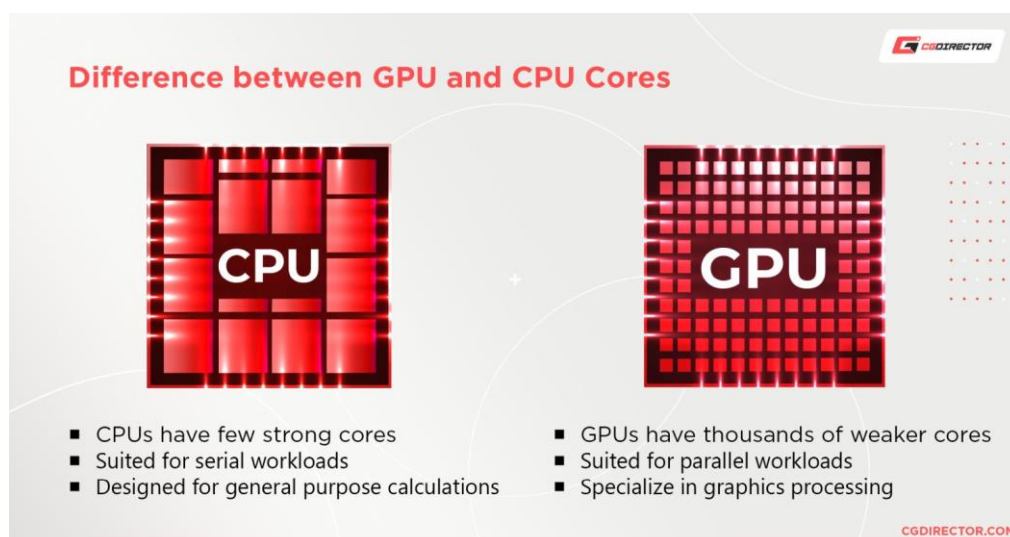 CGDIRECTOR
Difference between GPU and CPU Cores
CPU
GPU
■ CPUs have few strong cores
■ Suited for serial workloads
■ Designed for general purpose calculations
■ GPUs have thousands of weaker cores
■ Suited for parallel workloads
■ Specialize in graphics processing
CGDIRECTOR.COM